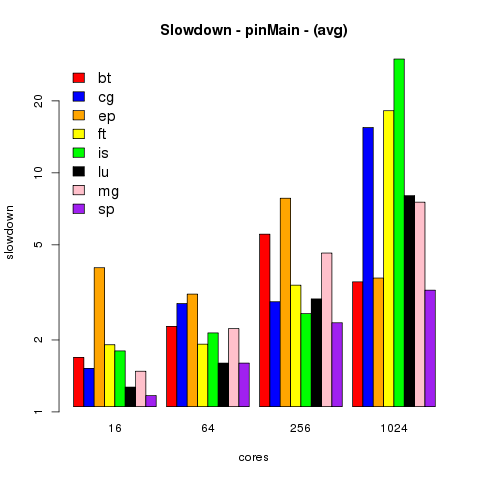 Slowdown - pinMain - (avg)
bt
cg
ep
ft
is
lu
mg
sp
slowdown
20
10
5
2
1
16 64 256 1024
cores